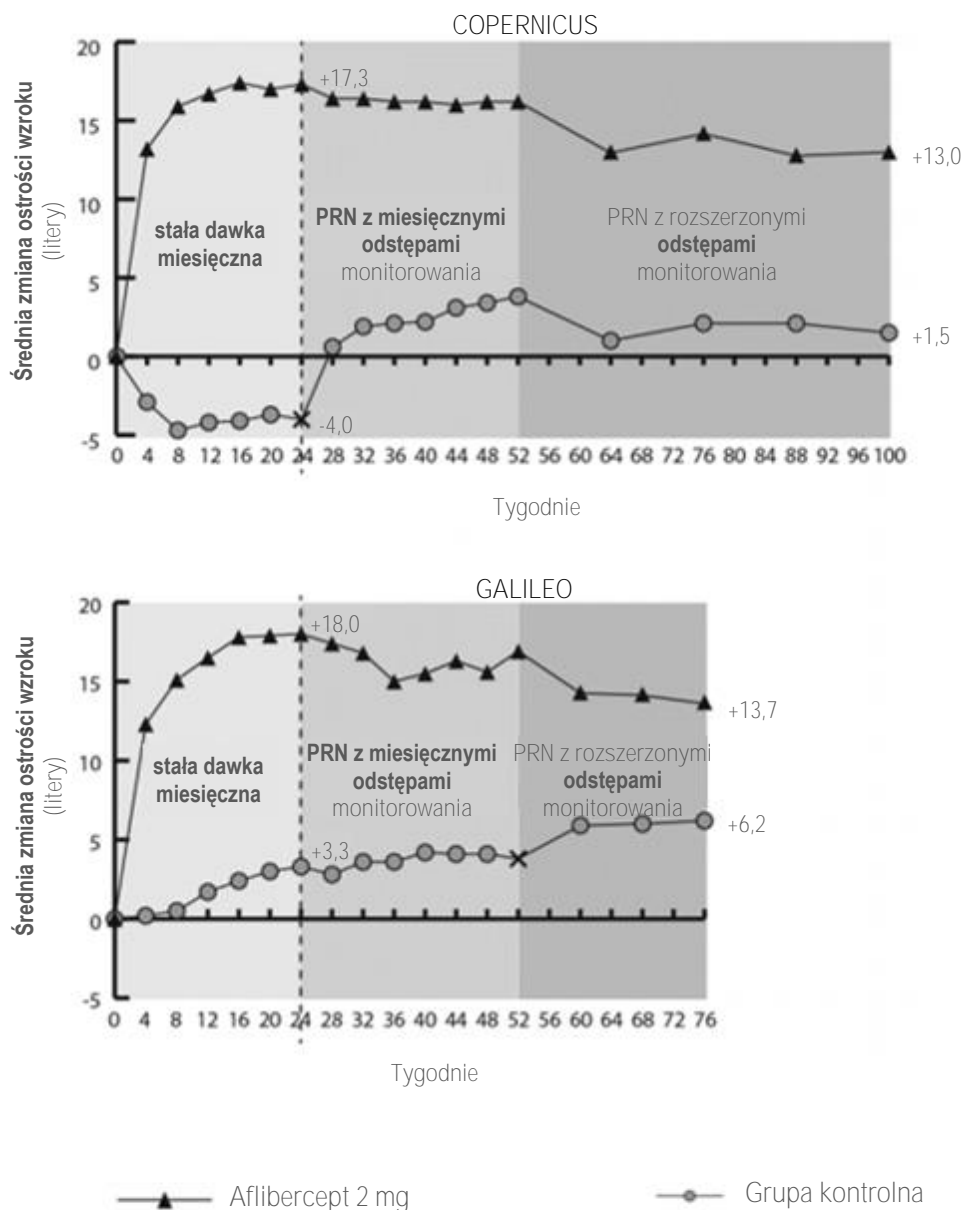 COPERNICUS
Średnia zmiana ostrości wzroku
(litery)
20
15
10
5
0
-5
+17,3
+13,0
stała dawka
miesięczna
PRN z miesięcznymi
odstępami
monitorowania
PRN z rozszerzonymi
odstępami
monitorowania
+1,5
-4,0
0 4 8 12 16 20 24 28 32 36 40 44 48 52 56 60 64 68 72 76 80 84 88 92 96 100
Tygodnie
GALILEO
Średnia zmiana ostrości wzroku
(litery)
20
15
10
5
0
-5
+18,0
+13,7
stała dawka
miesięczna
PRN z miesięcznymi
odstępami
monitorowania
PRN z rozszerzonymi
odstępami
monitorowania
+3,3
+6,2
0 4 8 12 16 20 24 28 32 36 40 44 48 52 56 60 64 68 72 76
Tygodnie
Aflibercept 2 mg
Grupa kontrolna